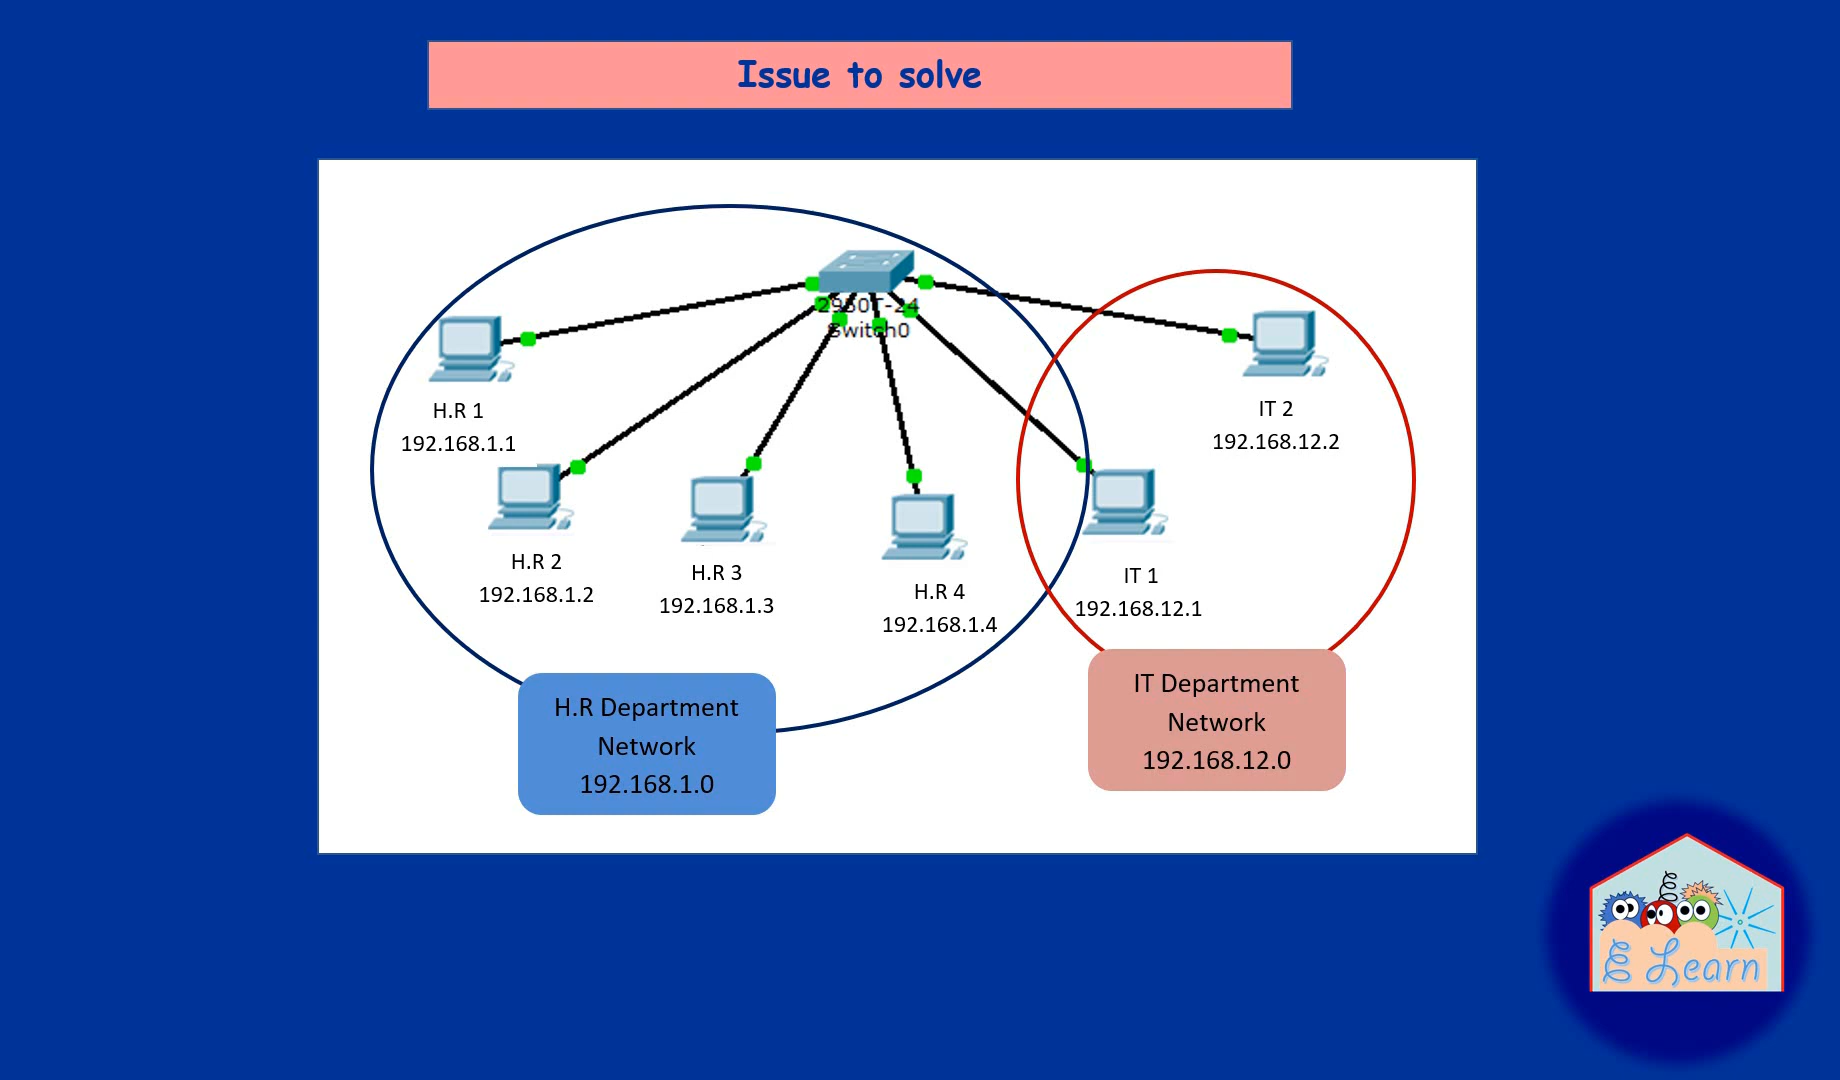 Issue to solve
2950T-24
Switch0
H.R 1
192.168.1.1
H.R 2
192.168.1.2
H.R 3
192.168.1.3
H.R 4
192.168.1.4
IT 1
192.168.12.1
IT 2
192.168.12.2
H.R Department
Network
192.168.1.0
IT Department
Network
192.168.12.0
E Learn